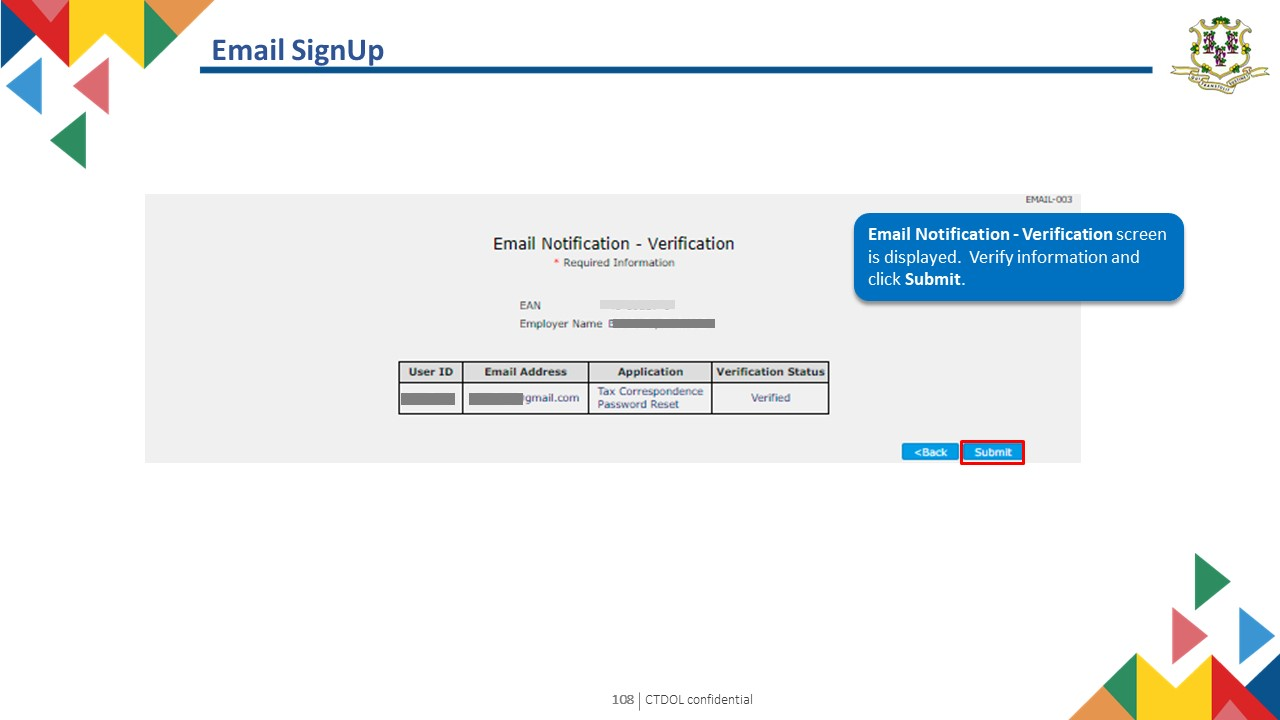 Email SignUp
EMAIL-003
Email Notification - Verification
* Required Information
Email Notification - Verification screen
is displayed. Verify information and
click Submit.
EAN
Employer Name
User ID Email Address Application Verification Status
gmail.com Tax Correspondence Verified
Password Reset
<Back Submit
108 CTDOL confidential